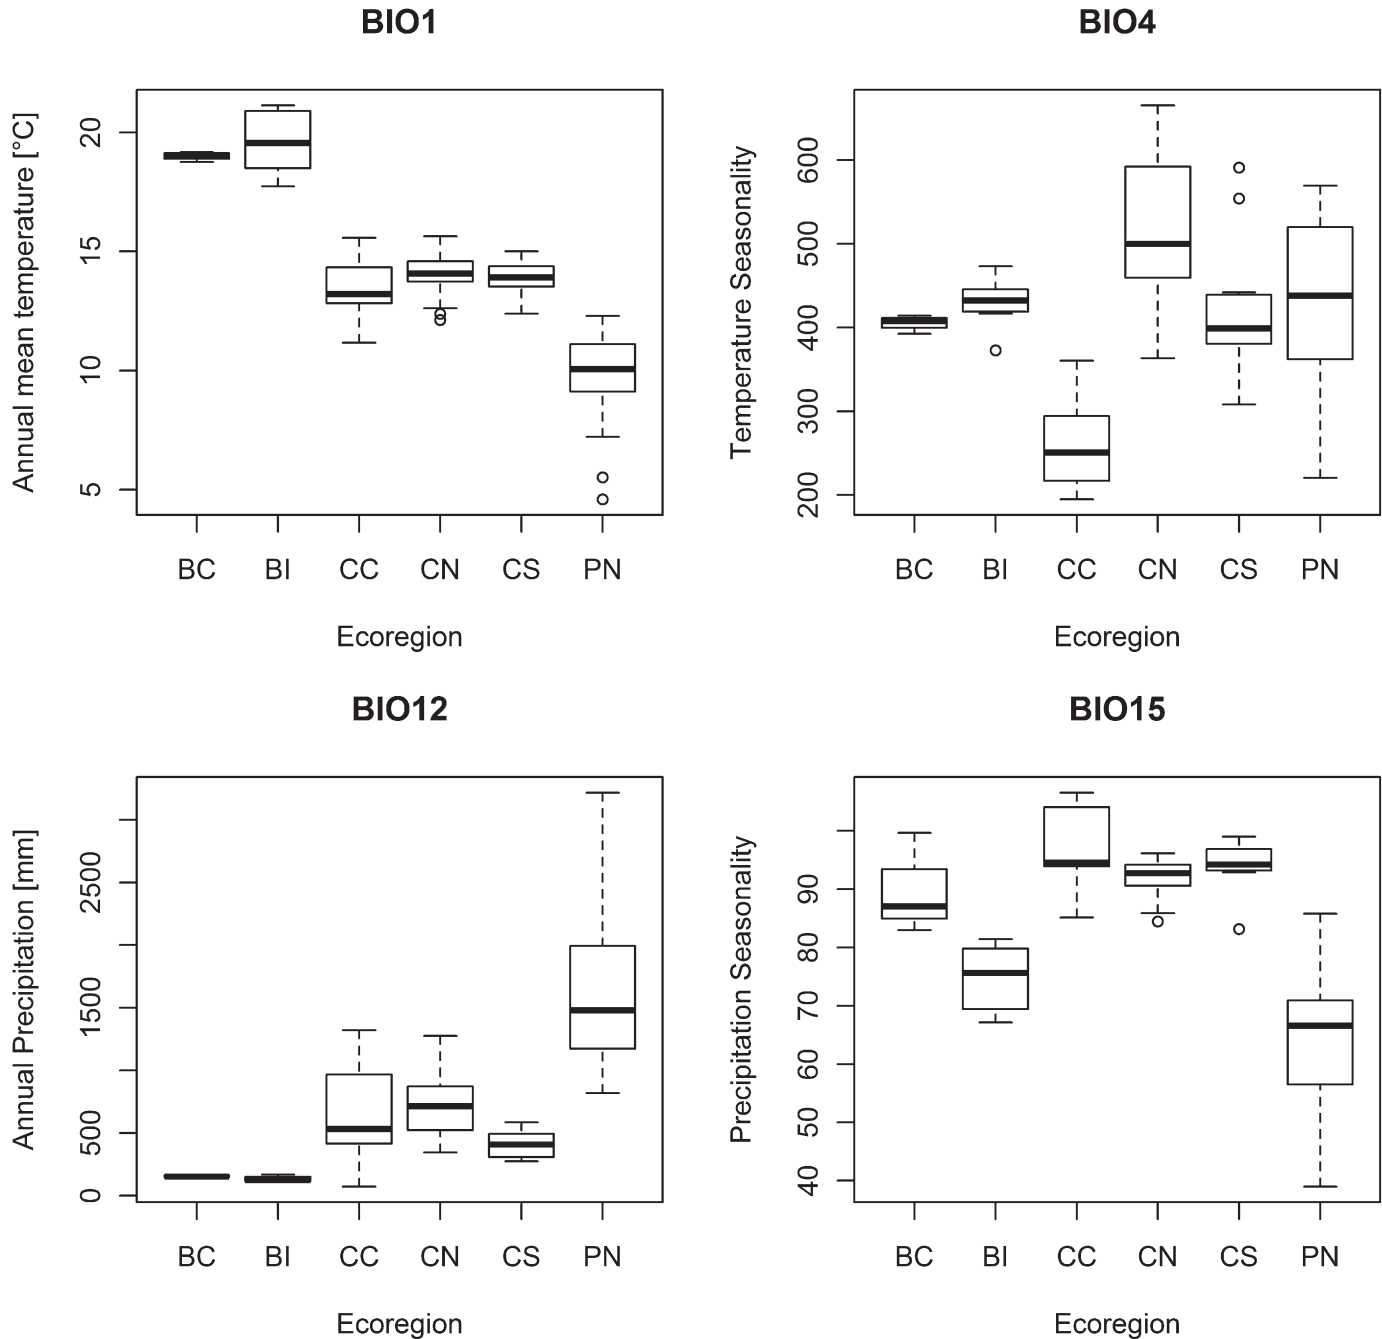 BIO1
Annual mean temperature [°C]
20
15
10
5
BC BI CC CN CS PN
Ecoregion
BIO4
Temperature Seasonality
600
500
400
300
200
BC BI CC CN CS PN
Ecoregion
BIO12
Annual Precipitation [mm]
2500
1500
500
0
BC BI CC CN CS PN
Ecoregion
BIO15
Precipitation Seasonality
90
80
70
60
50
40
BC BI CC CN CS PN
Ecoregion